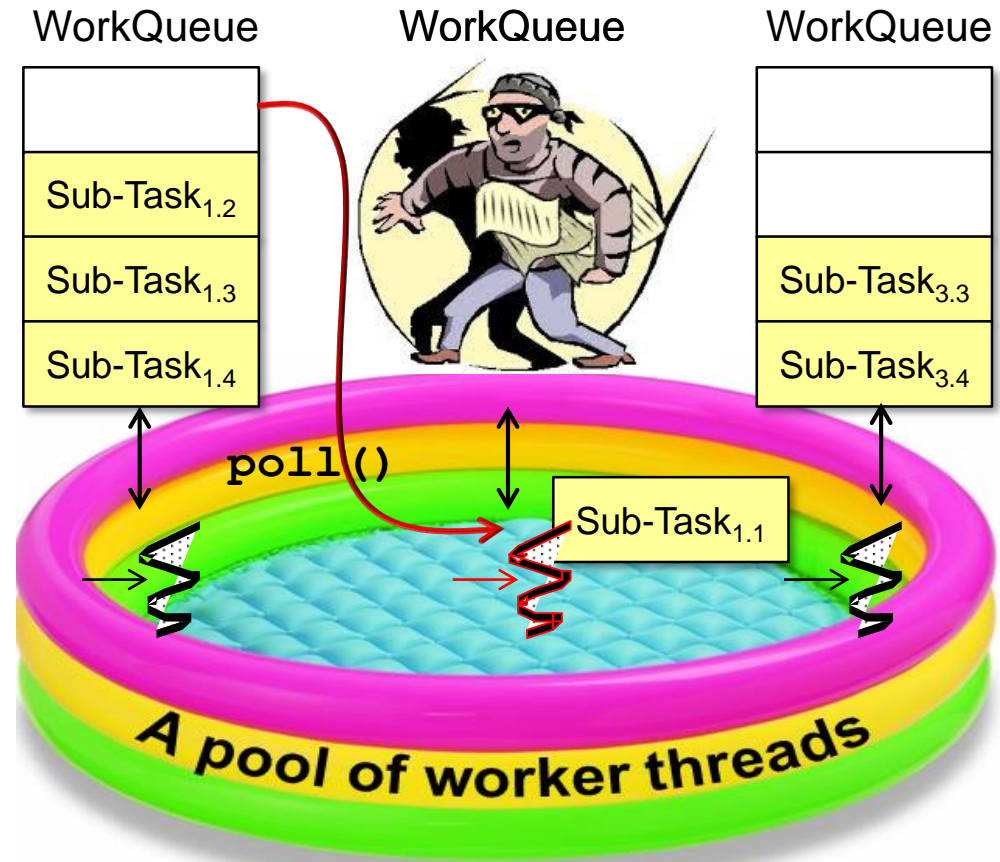 WorkQueue
WorkQueue
WorkQueue
Sub-Task1.2
Sub-Task1.3
Sub-Task1.4
Sub-Task3.3
Sub-Task3.4
poll()
Sub-Task1.1
A pool of worker threads